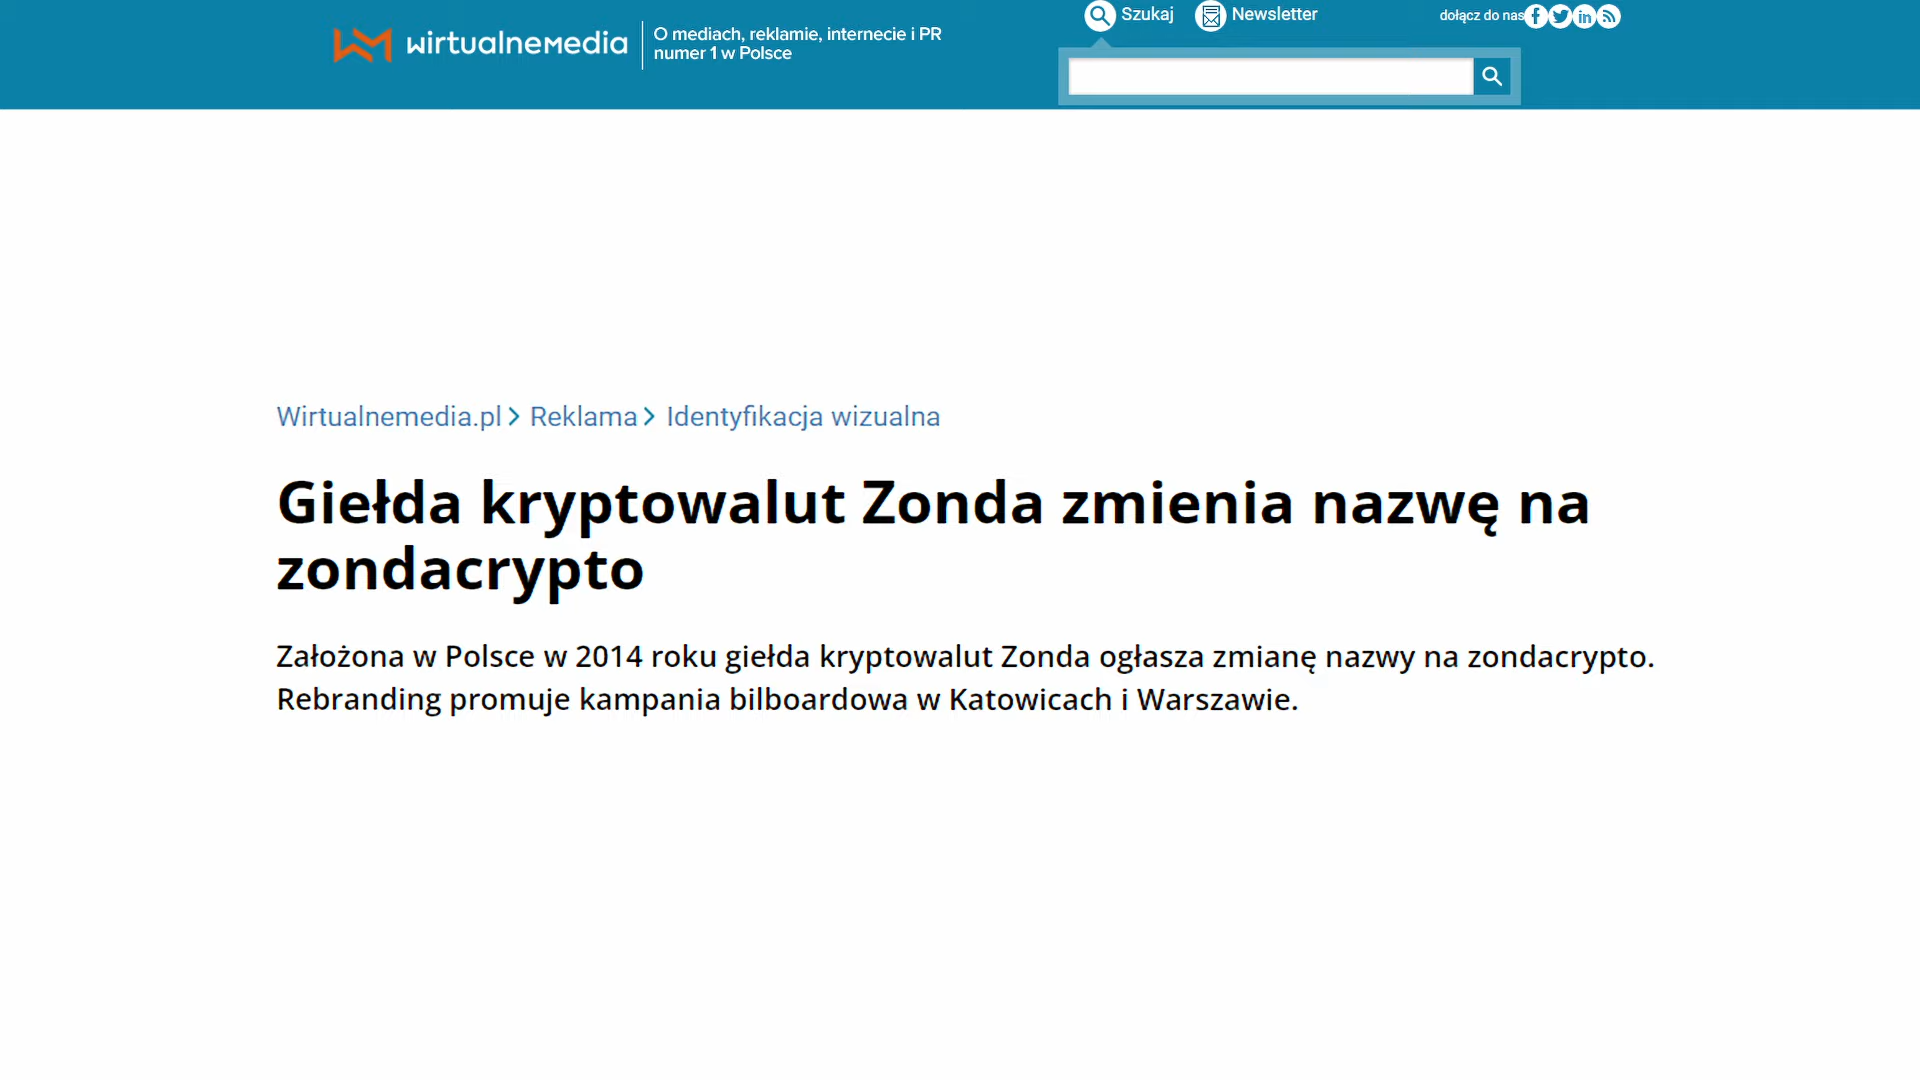 Szukaj
Newsletter
dołącz do nas
wirtualnemedia
O mediach, reklamie, internecie i PR
numer 1 w Polsce
Wirtualnemedia.pl > Reklama > Identyfikacja wizualna
Giełda kryptowalut Zonda zmienia nazwę na
zondacrypto
Założona w Polsce w 2014 roku giełda kryptowalut Zonda ogłasza zmianę nazwy na zondacrypto.
Rebranding promuje kampania bilboardowa w Katowicach i Warszawie.